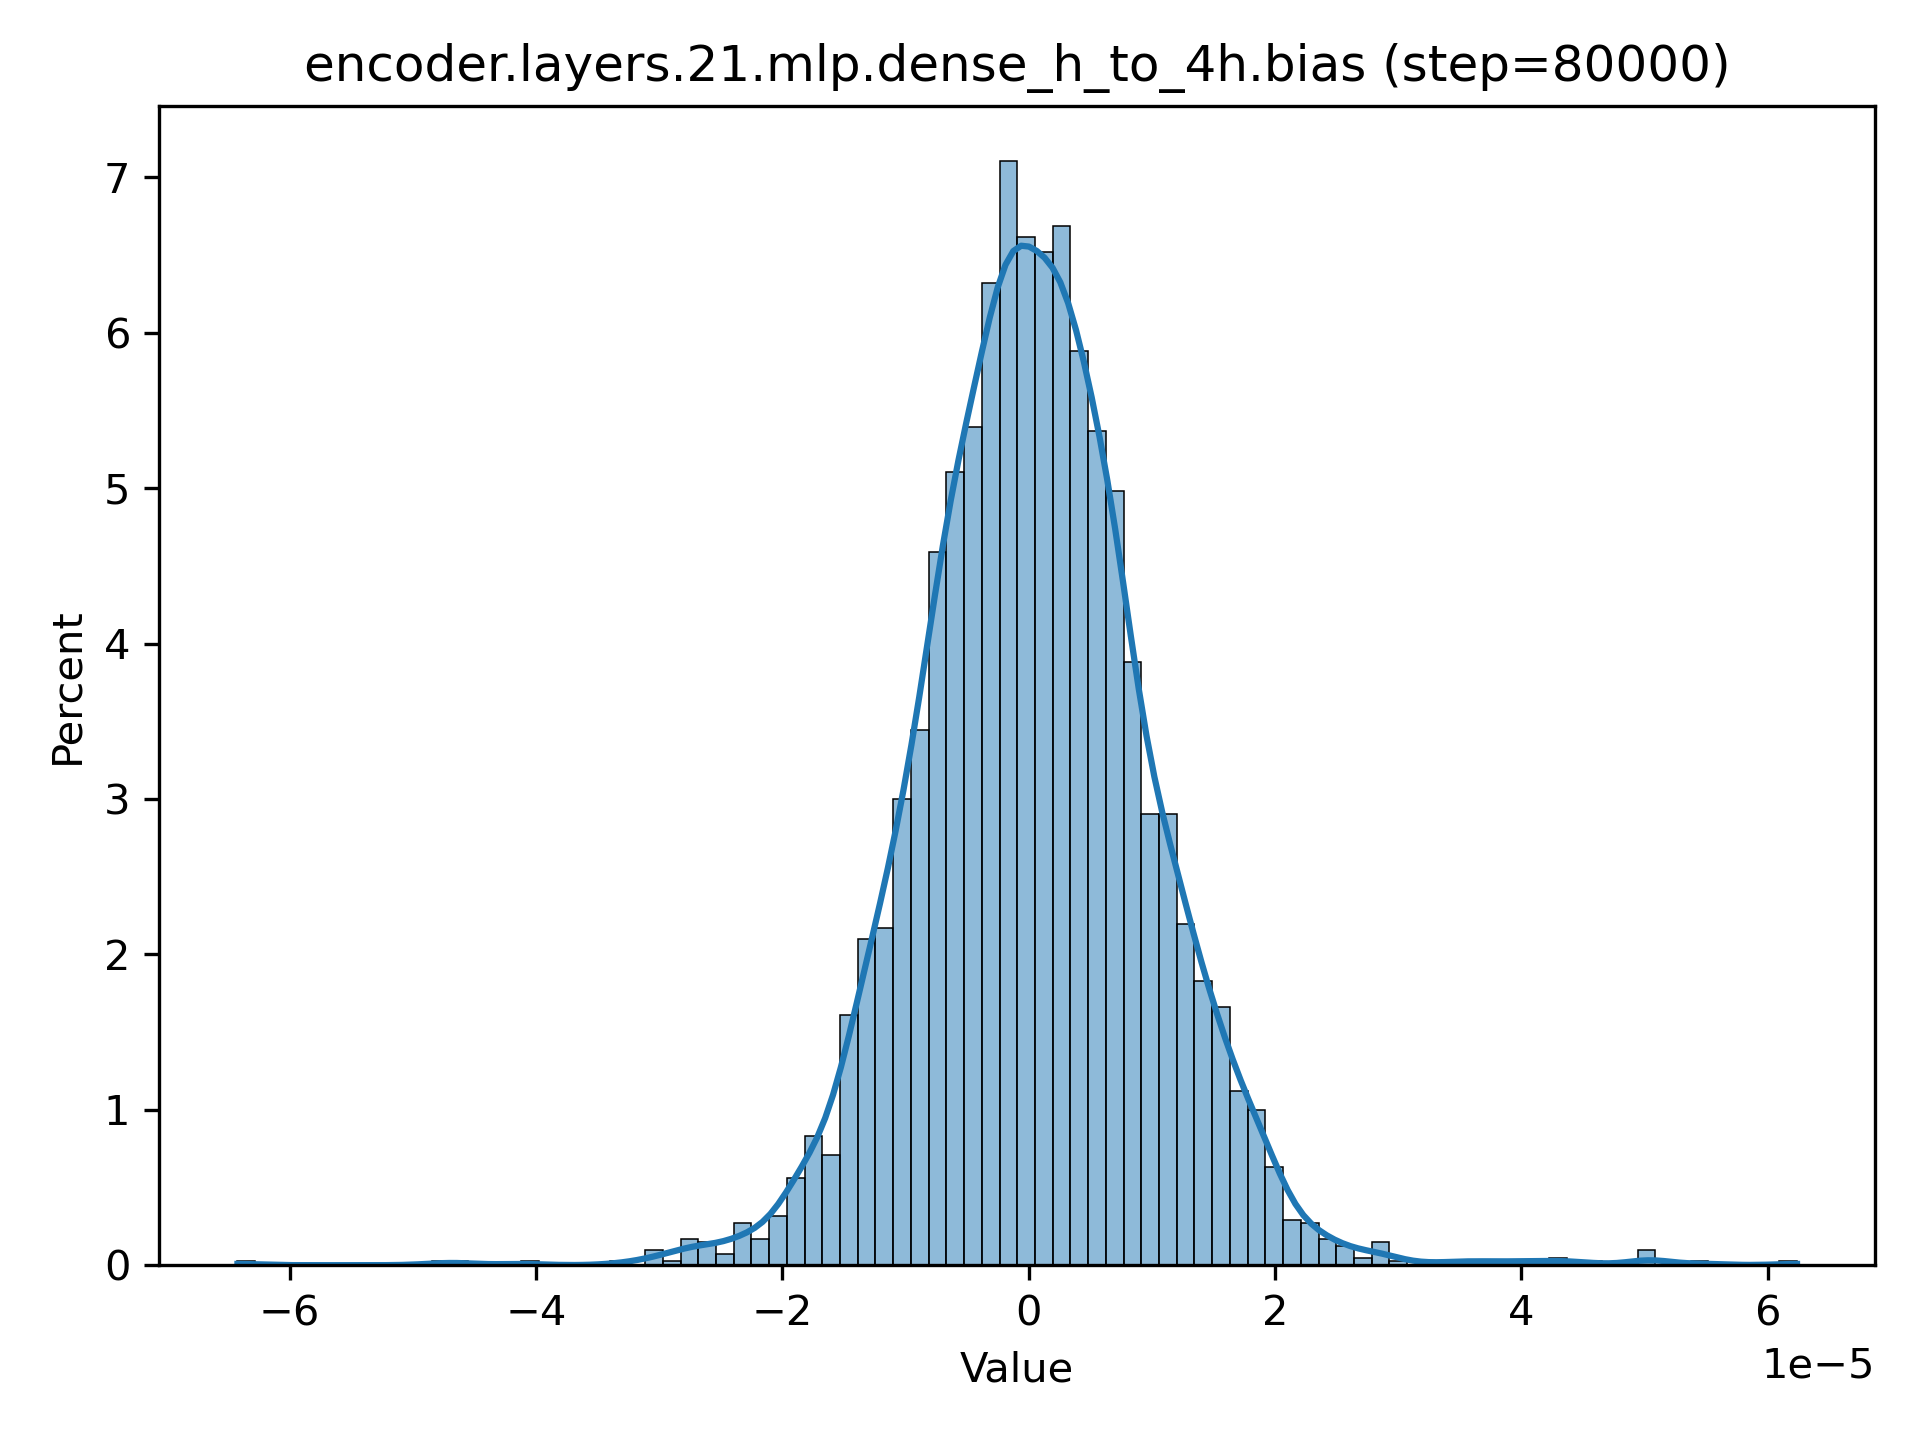 encoder.layers.21.mlp.dense_h_to_4h.bias (step=80000)
7
6
5
4
3
2
1
0
Percent
−6 −4 −2 0 2 4 6
1e−5
Value